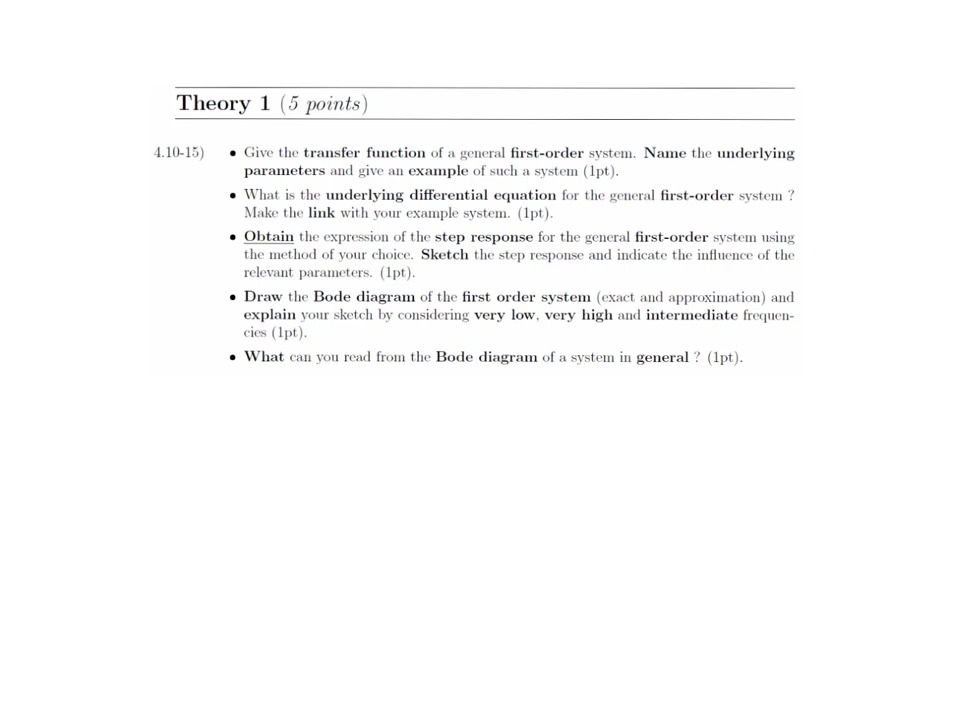 Theory 1 (5 points)
4.10-15) • Give the transfer function of a general first-order system. Name the underlying
parameters and give an example of such a system (1pt).
• What is the underlying differential equation for the general first-order system ?
Make the link with your example system. (1pt).
• Obtain the expression of the step response for the general first-order system using
the method of your choice. Sketch the step response and indicate the influence of the
relevant parameters. (1pt).
• Draw the Bode diagram of the first order system (exact and approximation) and
explain your sketch by considering very low, very high and intermediate frequen-
cies (1pt).
• What can you read from the Bode diagram of a system in general ? (1pt).